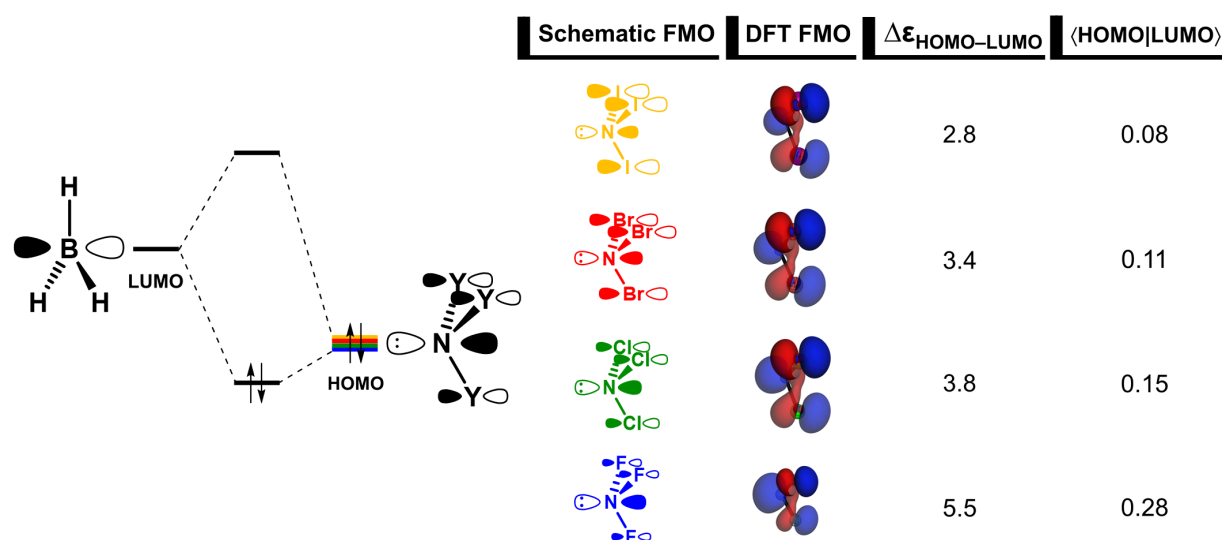 Schematic FMO DFT FMO Δε_HOMO–LUMO ⟨HOMO|LUMO⟩
I I
N
I
2.8 0.08
H
B
H H
LUMO
Br
Br
N
Br
3.4 0.11
Y
Y
N
Y
HOMO
Cl
Cl
N
Cl
3.8 0.15
F
F
N
F
5.5 0.28